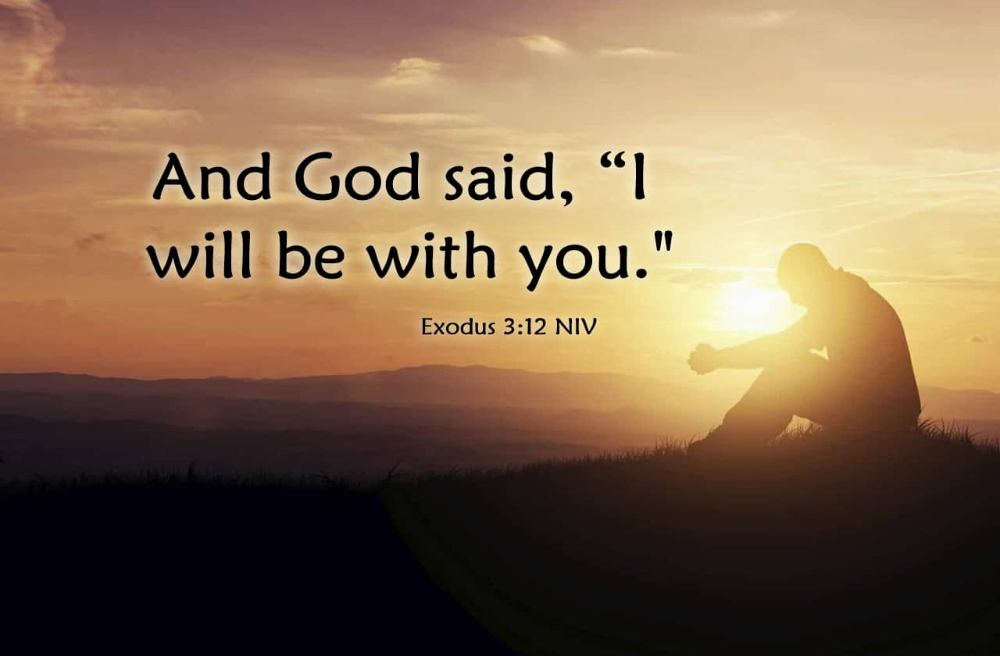 And God said, “I
will be with you."
Exodus 3:12 NIV